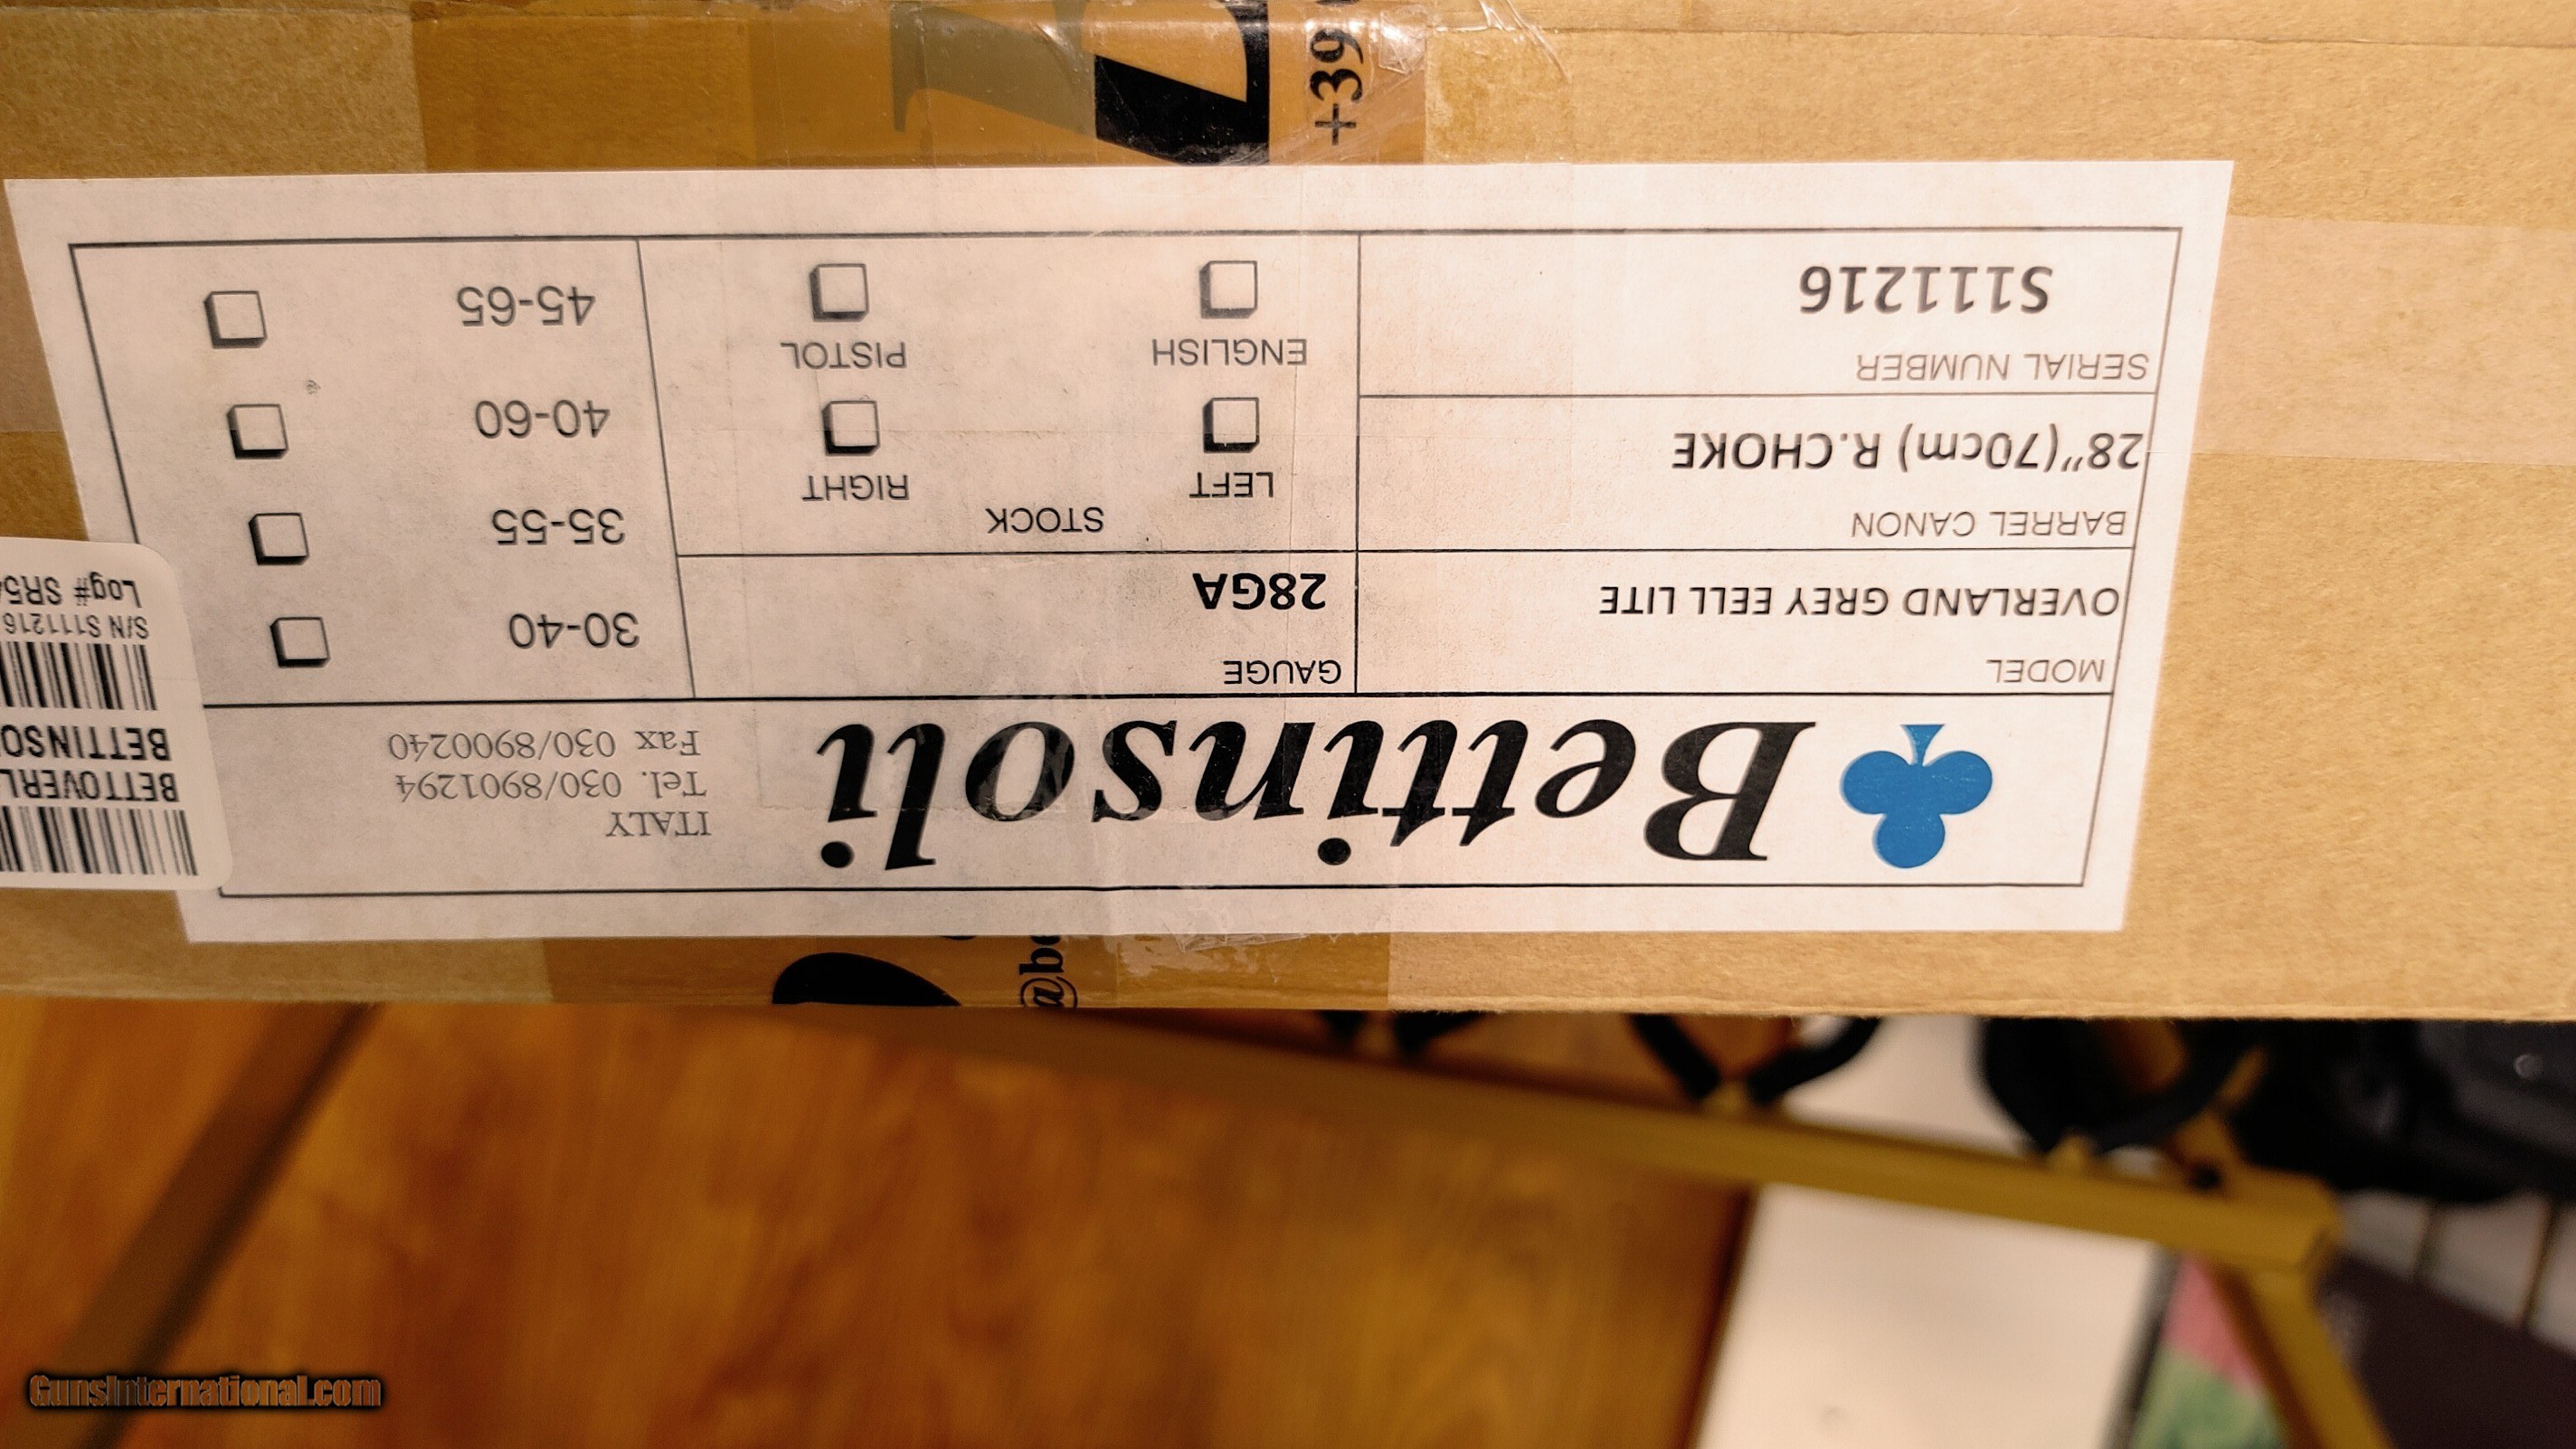 Bettinsoli
ITALY
Tel. 030/8901294
Fax 030/8900240
MODEL
OVERLAND GREY EELL LITE
GAUGE
28GA
BARREL CANON
28"(70cm) R.CHOKE
SERIAL NUMBER
S111216
STOCK
LEFT
RIGHT
ENGLISH
PISTOL
30-40
35-55
40-60
45-65
BETTOVERL
BETTINSO
S/N S111216
Log# SR5
+39
@be
GunsInternational.com